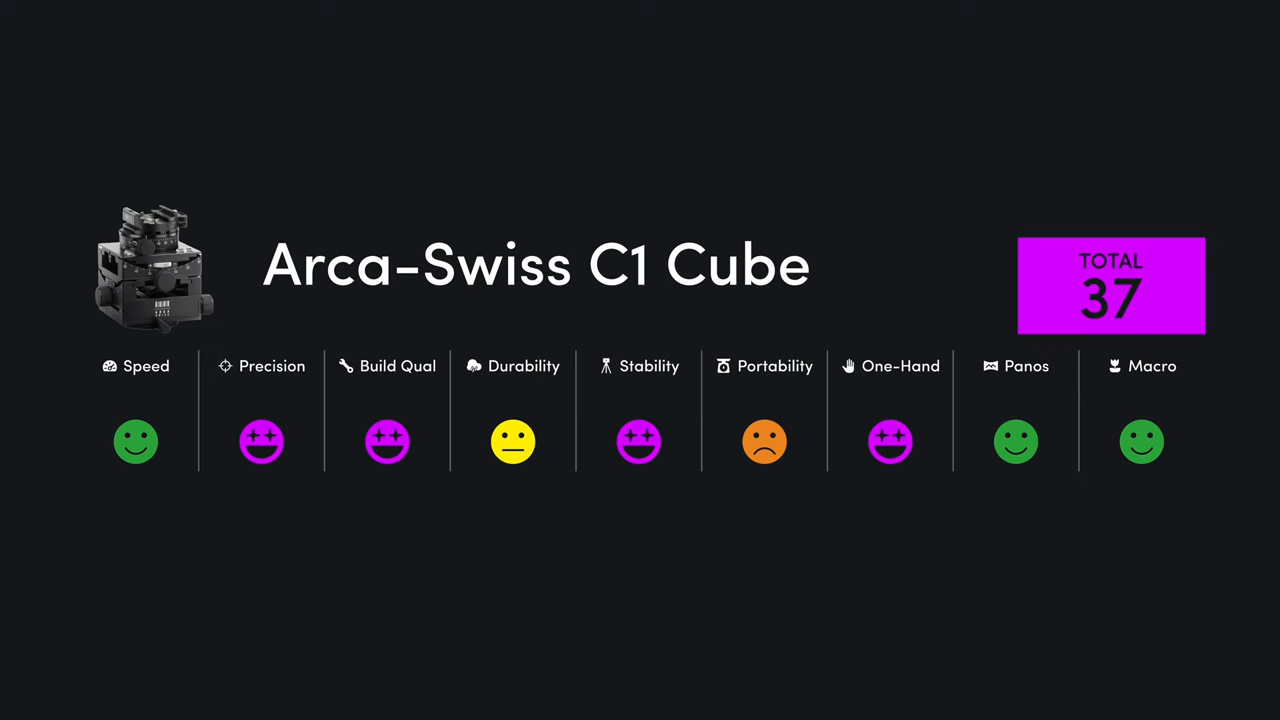 Arca-Swiss C1 Cube
TOTAL
37
Speed
Precision
Build Qual
Durability
Stability
Portability
One-Hand
Panos
Macro